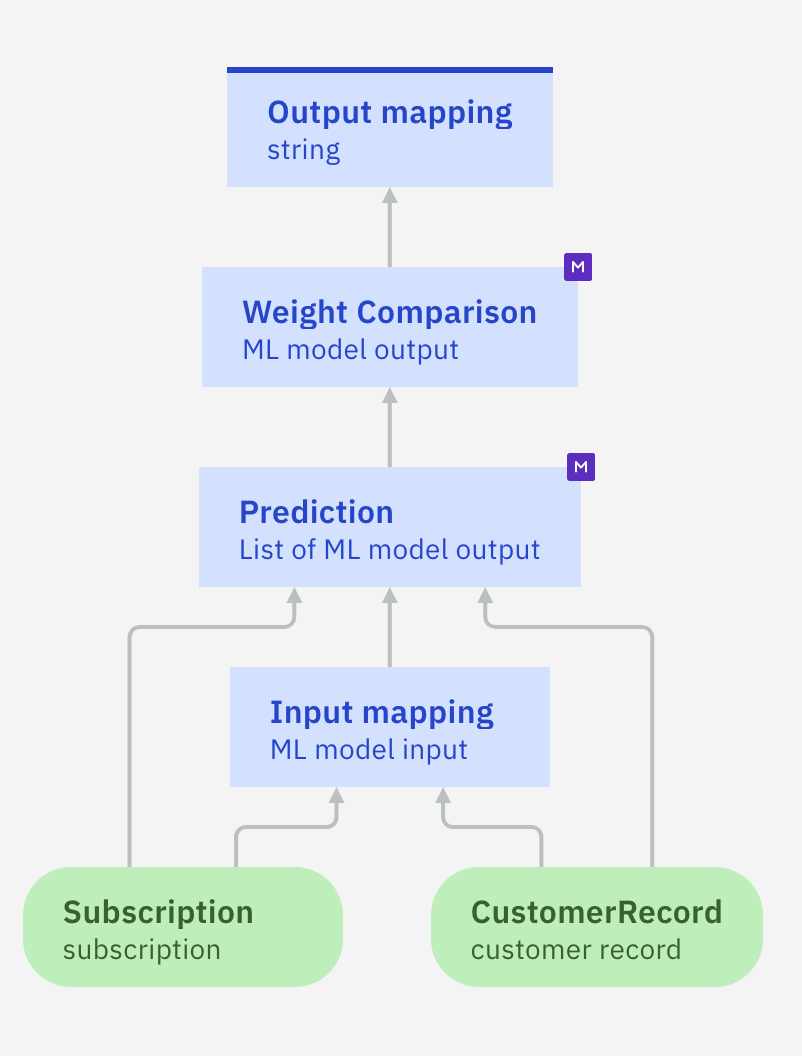 Output mapping
string
M
Weight Comparison
ML model output
M
Prediction
List of ML model output
Input mapping
ML model input
Subscription
subscription
CustomerRecord
customer record